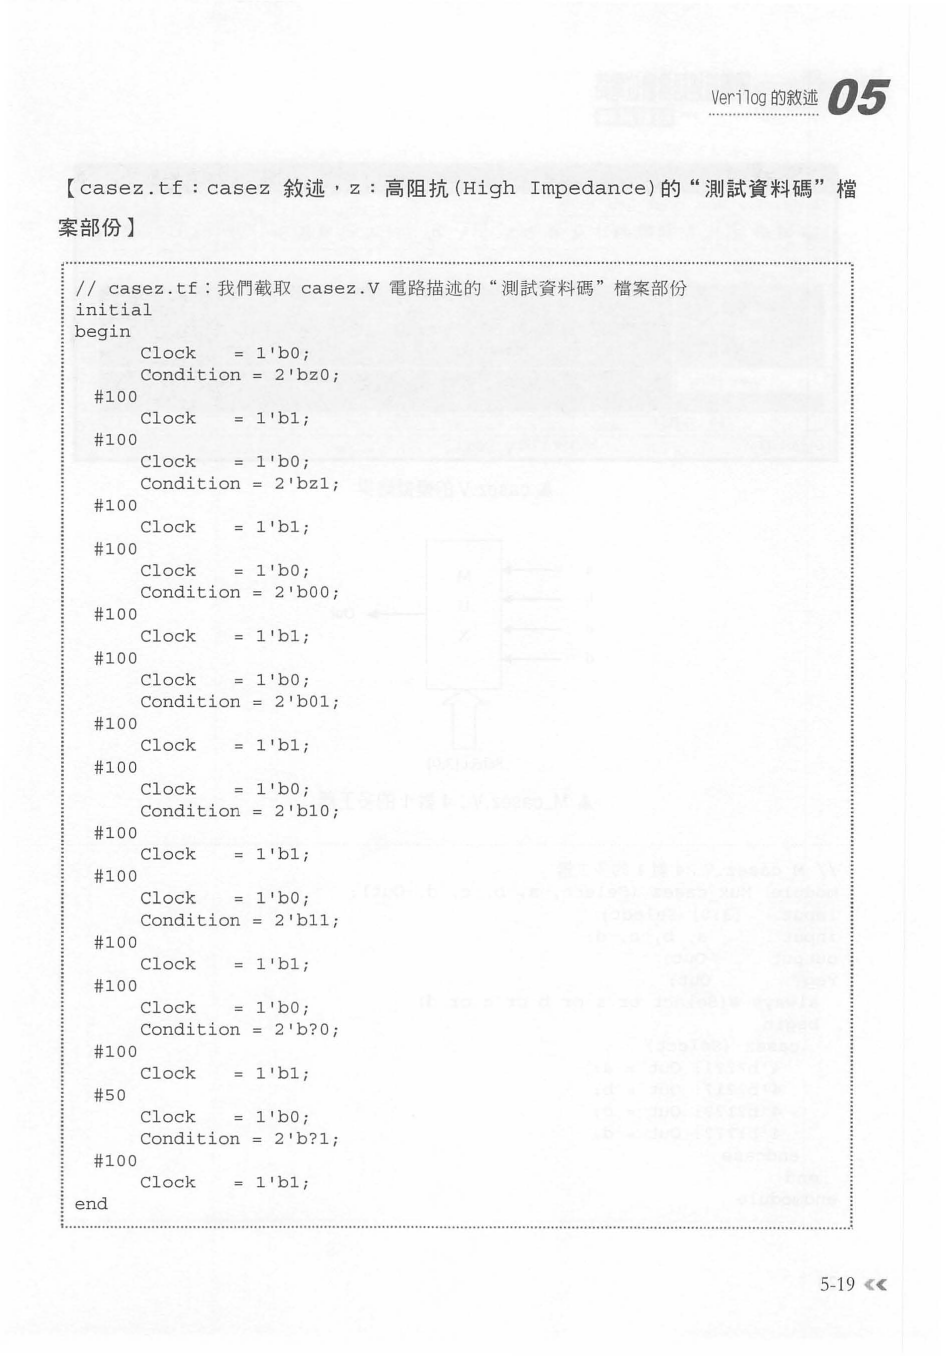 Verilog 的敘述 05
【casez.tf：casez 敘述，z：高阻抗(High Impedance)的“測試資料碼”檔
案部份】
// casez.tf：我們截取 casez.V 電路描述的“測試資料碼”檔案部份
initial
begin
Clock = 1'b0;
Condition = 2'bz0;
#100
Clock = 1'b1;
#100
Clock = 1'b0;
Condition = 2'bz1;
#100
Clock = 1'b1;
#100
Clock = 1'b0;
Condition = 2'b00;
#100
Clock = 1'b1;
#100
Clock = 1'b0;
Condition = 2'b01;
#100
Clock = 1'b1;
#100
Clock = 1'b0;
Condition = 2'b10;
#100
Clock = 1'b1;
#100
Clock = 1'b0;
Condition = 2'b11;
#100
Clock = 1'b1;
#100
Clock = 1'b0;
Condition = 2'b?0;
#100
Clock = 1'b1;
#50
Clock = 1'b0;
Condition = 2'b?1;
#100
Clock = 1'b1;
end
5-19